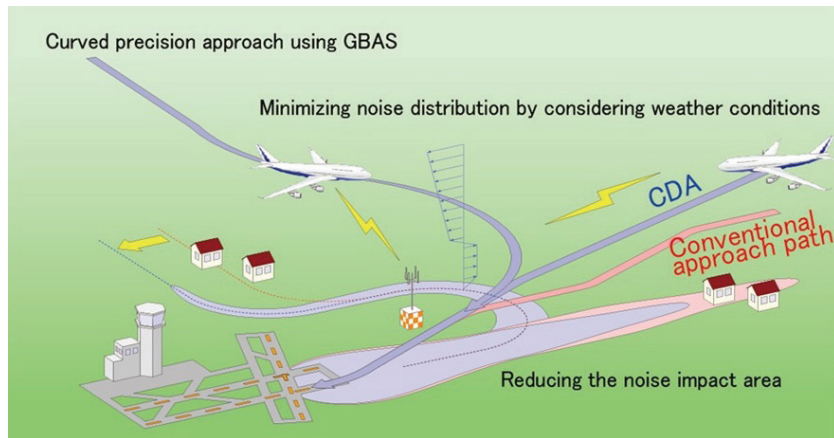 Curved precision approach using GBAS
Minimizing noise distribution by considering weather conditions
CDA
Conventional
approach path
Reducing the noise impact area